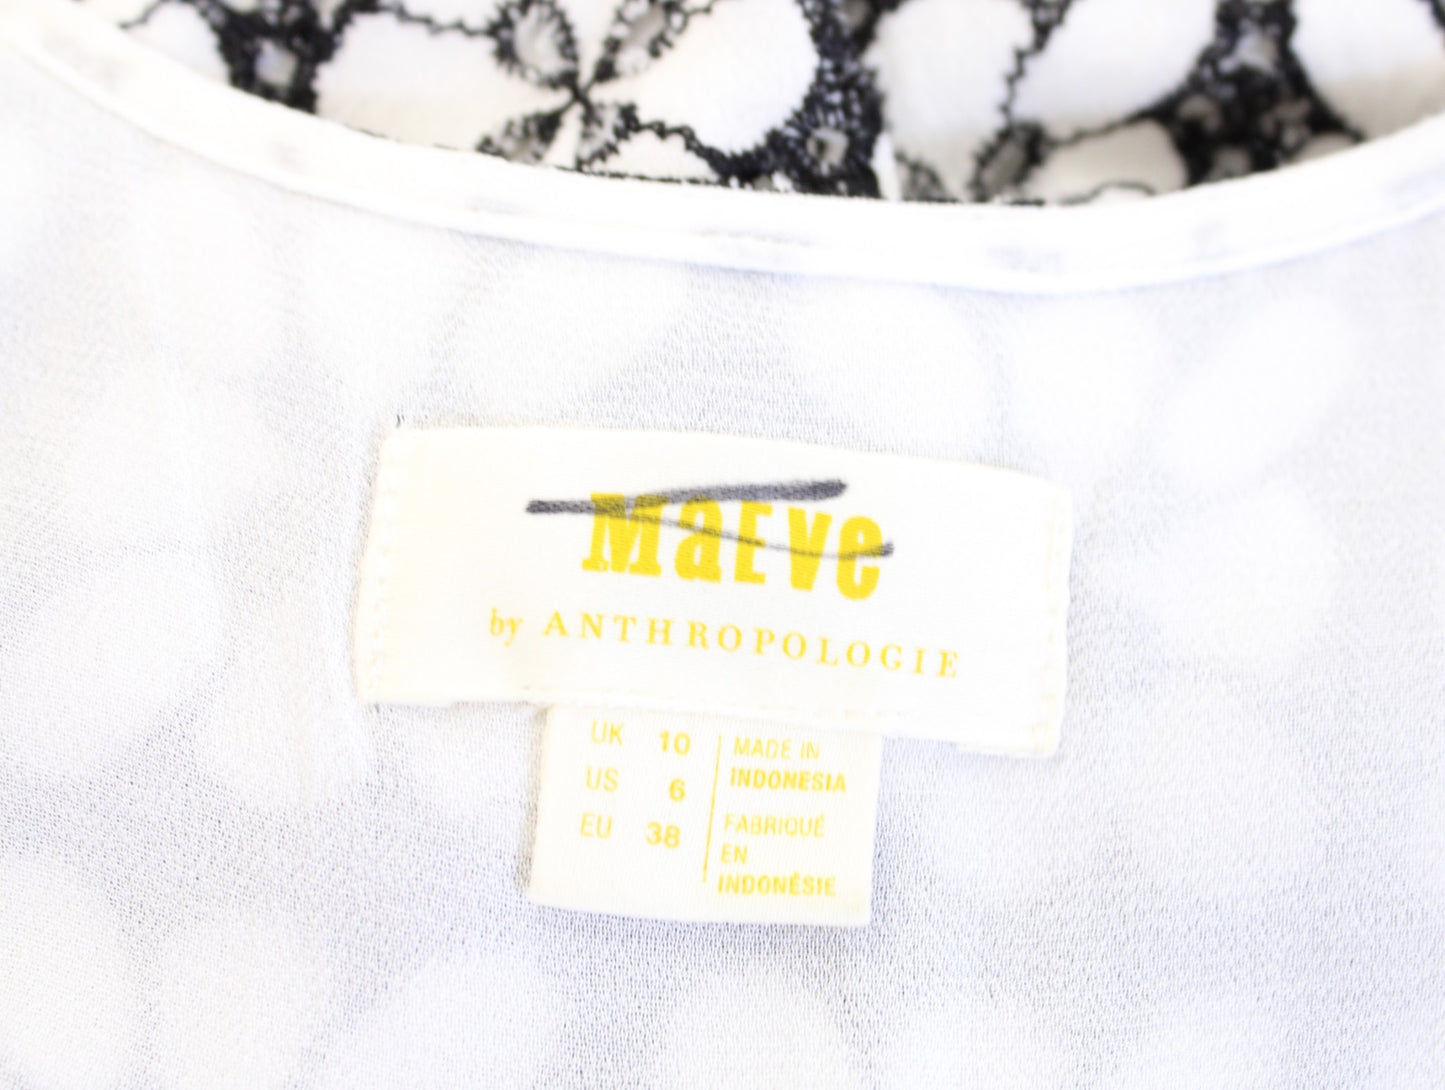 MaEve
by ANTHROPOLOGIE
UK 10
US 6
EU 38
MADE IN
INDONESIA
FABRIQUÉ
EN
INDONÉSIE